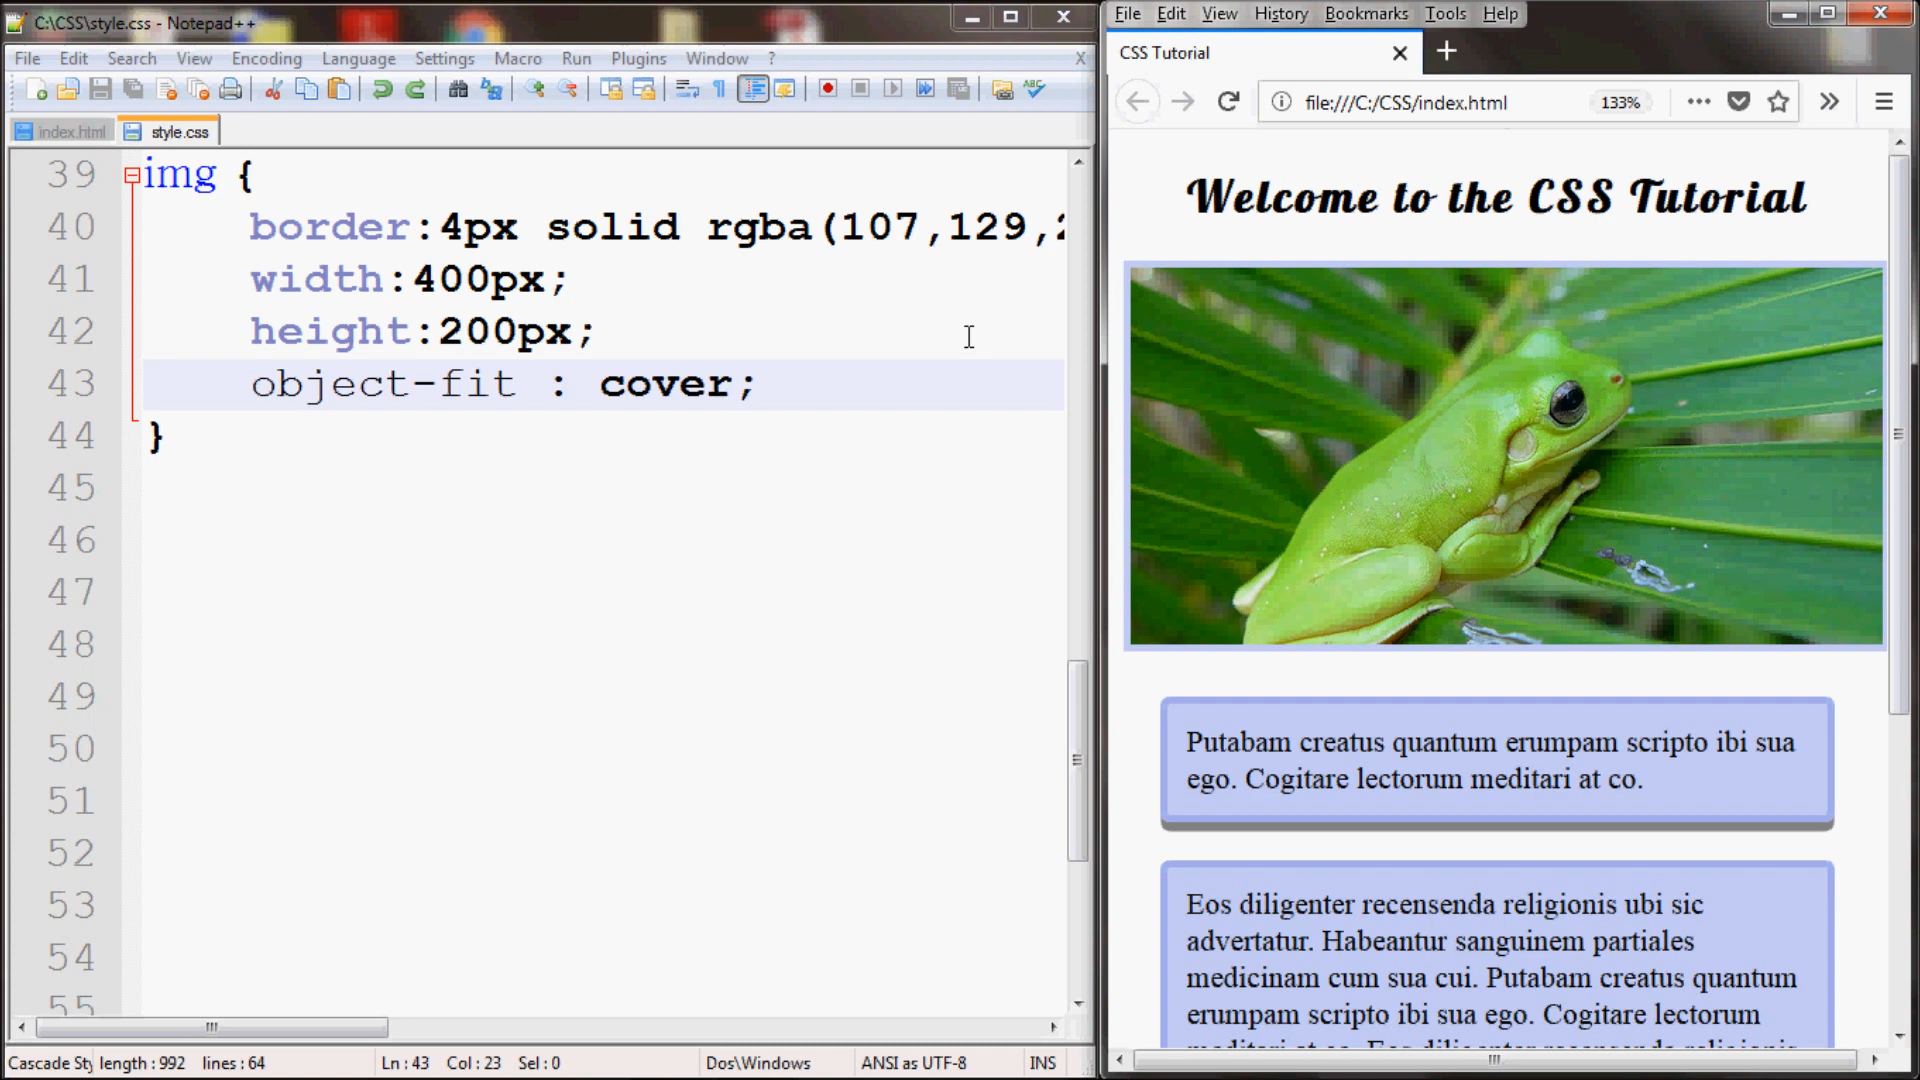 C:\CSS\style.css - Notepad++
File Edit Search View Encoding Language Settings Macro Run Plugins Window ? X
index.html style.css
39 img {
40 border:4px solid rgba(107,129,
41 width:400px;
42 height:200px;
43 object-fit : cover;
44 }
45
46
47
48
49
50
51
52
53
54
55
Cascade Sty length : 992 lines : 64 Ln : 43 Col : 23 Sel : 0 Dos\Windows ANSI as UTF-8 INS
File Edit View History Bookmarks Tools Help
CSS Tutorial
file:///C:/CSS/index.html 133%
Welcome to the CSS Tutorial
Putabam creatus quantum erumpam scripto ibi sua
ego. Cogitare lectorum meditari at co.
Eos diligenter recensenda religionis ubi sic
advertatur. Habeantur sanguinem partiales
medicinam cum sua cui. Putabam creatus quantum
erumpam scripto ibi sua ego. Cogitare lectorum